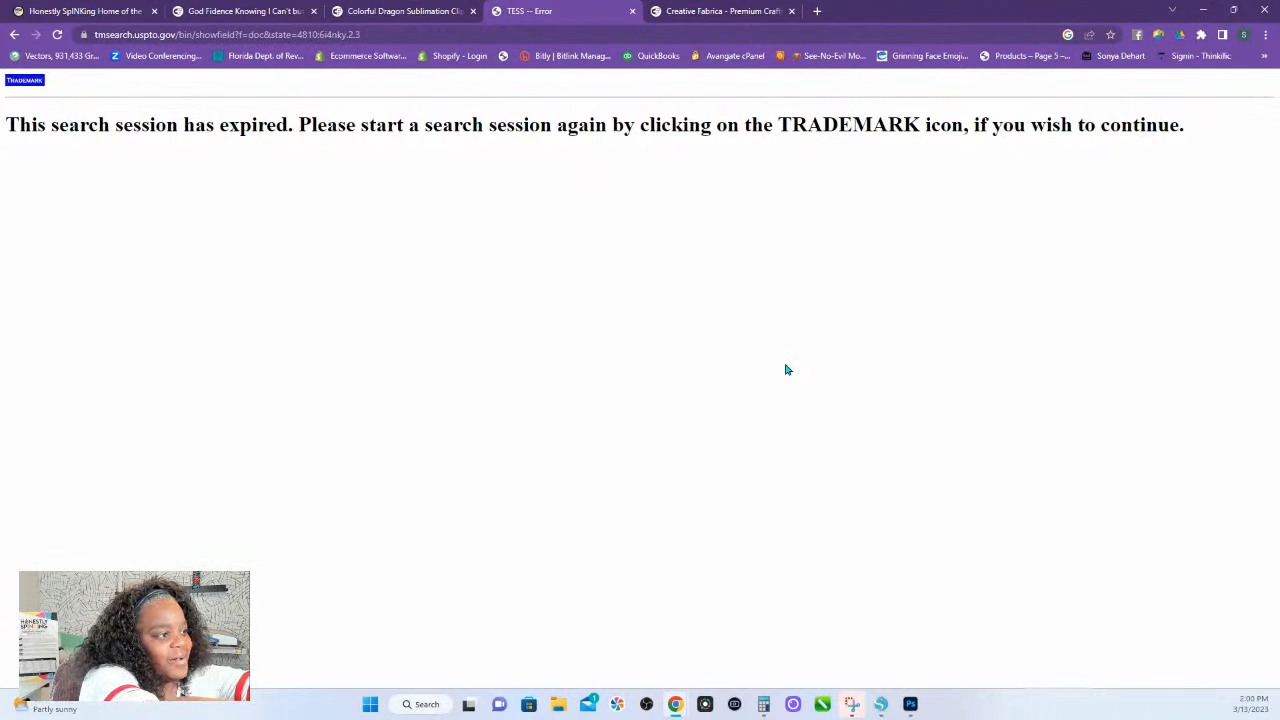 Honestly SpINKing Home of the
God Fidence Knowing I Can't bu
Colorful Dragon Sublimation Clip
TESS -- Error
Creative Fabrica - Premium Craft
tmsearch.uspto.gov/bin/showfield?f=doc&state=4810:6i4nky.2.3
Vectors, 931,433 Gr...
Video Conferencing...
Florida Dept. of Rev...
Ecommerce Softwar...
Shopify - Login
Bitly | Bitlink Manag...
QuickBooks
Avangate cPanel
See-No-Evil Mo...
Grinning Face Emoji...
Products – Page 5 –...
Sonya Dehart
Signin - Thinkific
TRADEMARK
This search session has expired. Please start a search session again by clicking on the TRADEMARK icon, if you wish to continue.
HONESTLY
SPINKING
Partly sunny
Search
2:00 PM
3/13/2023